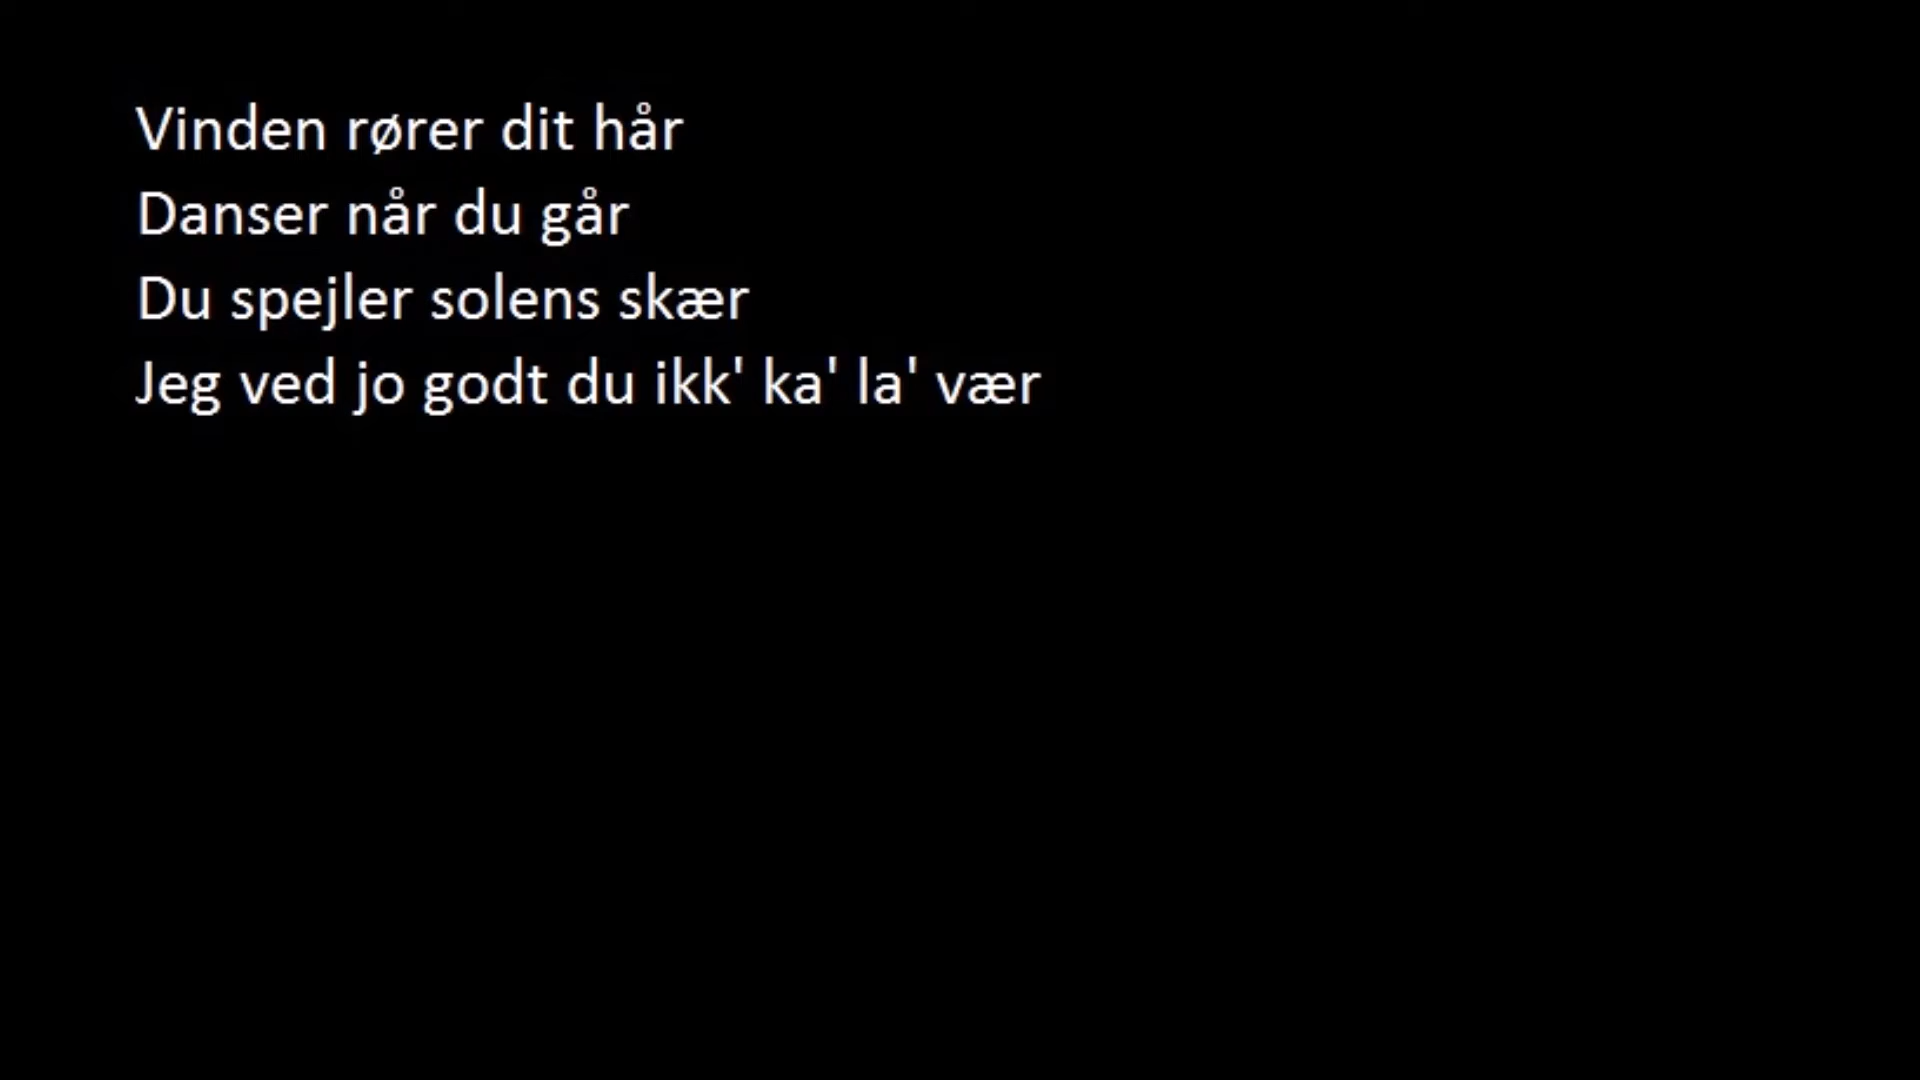 Vinden rører dit hår
Danser når du går
Du spejler solens skær
Jeg ved jo godt du ikk' ka' la' vær